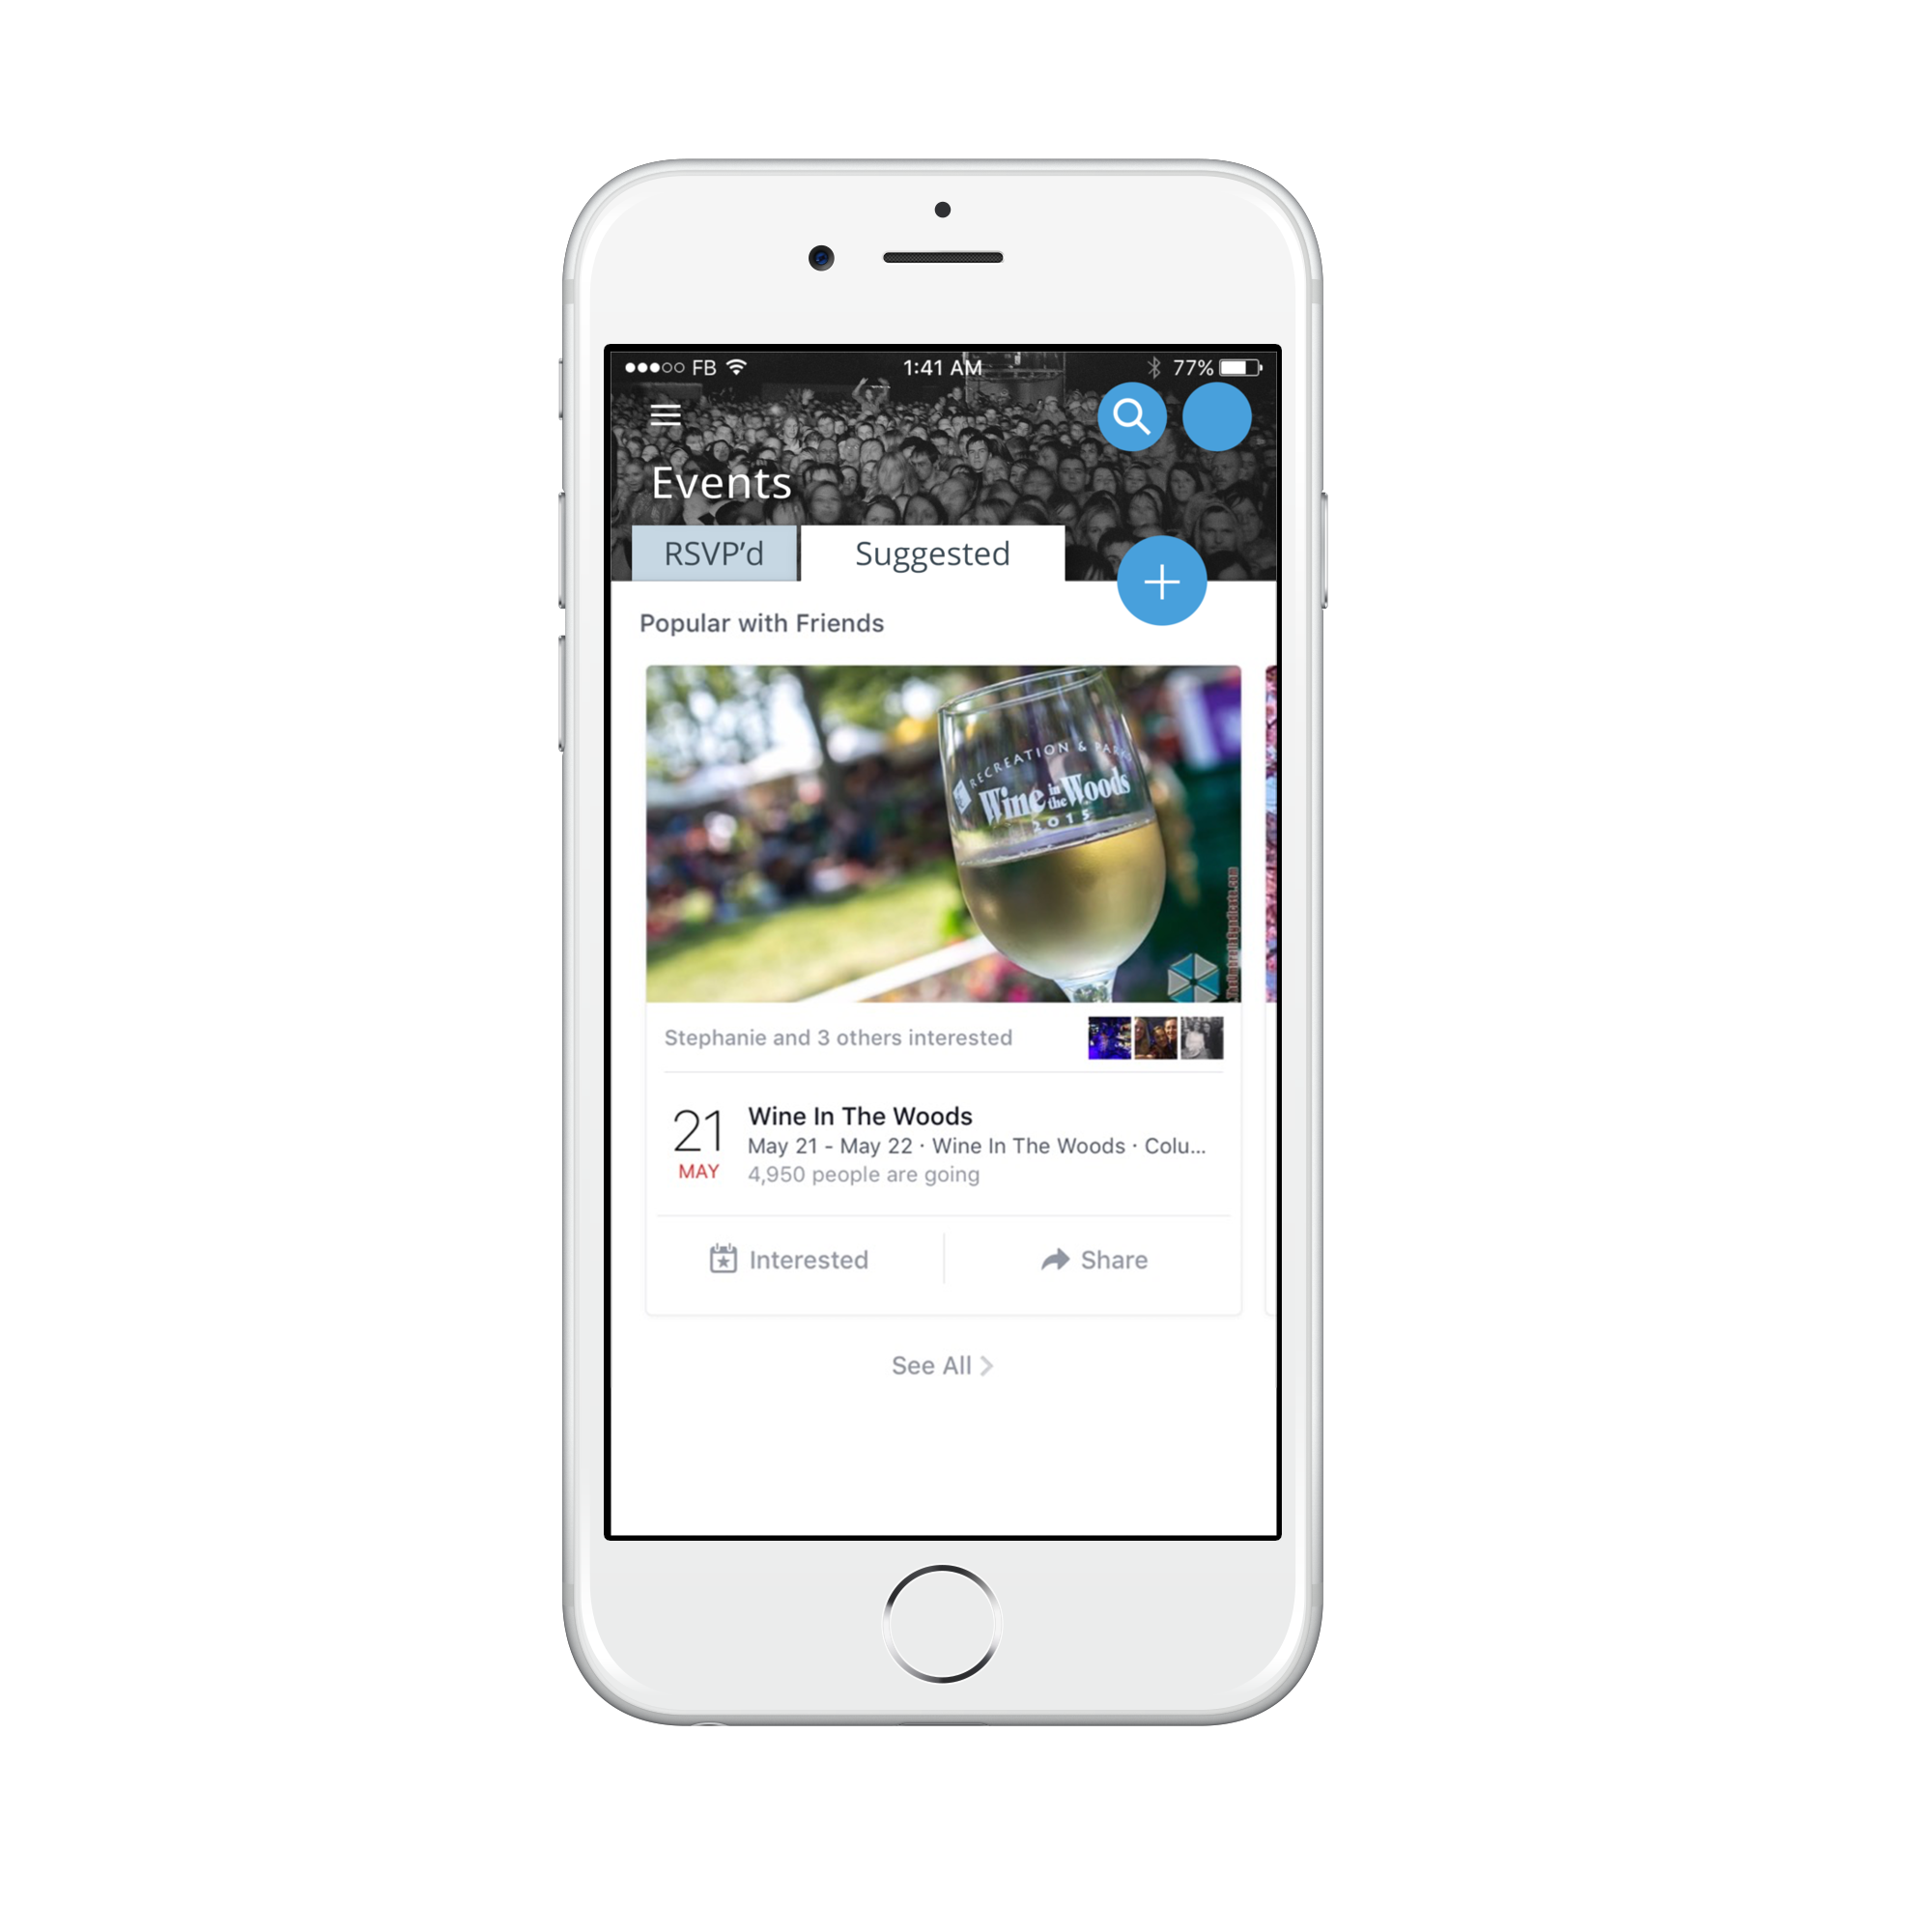 FB 1:41 AM 77%
Events
RSVP’d Suggested
Popular with Friends
RECREATION &
Wine in the Woods
2015
Stephanie and 3 others interested
21 Wine In The Woods
May 21 - May 22 · Wine In The Woods · Colu...
MAY 4,950 people are going
Interested Share
See All